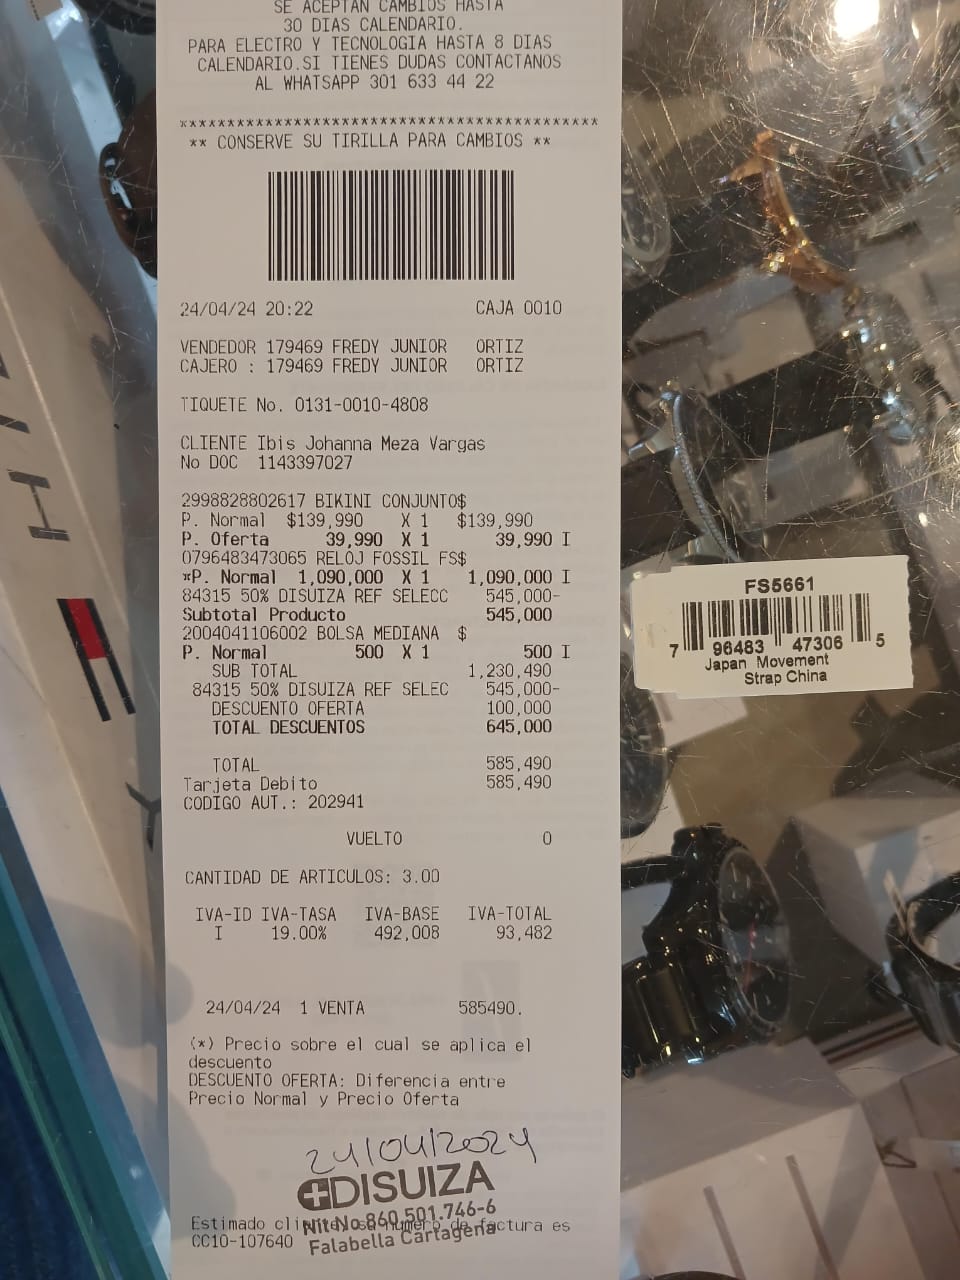 SE ACEPTAN CAMBIOS HASTA
30 DIAS CALENDARIO.
PARA ELECTRO Y TECNOLOGIA HASTA 8 DIAS
CALENDARIO.SI TIENES DUDAS CONTACTANOS
AL WHATSAPP 301 633 44 22
********************************************
** CONSERVE SU TIRILLA PARA CAMBIOS **
24/04/24 20:22 CAJA 0010
VENDEDOR 179469 FREDY JUNIOR ORTIZ
CAJERO : 179469 FREDY JUNIOR ORTIZ
TIQUETE No. 0131-0010-4808
CLIENTE Ibis Johanna Meza Vargas
No DOC 1143397027
2998828802617 BIKINI CONJUNTO$
P. Normal $139,990 X 1 $139,990
P. Oferta 39,990 X 1 39,990 I
0796483473065 RELOJ FOSSIL FS$
*P. Normal 1,090,000 X 1 1,090,000 I
84315 50% DISUIZA REF SELECC 545,000-
Subtotal Producto 545,000
2004041106002 BOLSA MEDIANA $
P. Normal 500 X 1 500 I
SUB TOTAL 1,230,490
84315 50% DISUIZA REF SELEC 545,000-
DESCUENTO OFERTA 100,000
TOTAL DESCUENTOS 645,000
TOTAL 585,490
Tarjeta Debito 585,490
CODIGO AUT.: 202941
VUELTO 0
CANTIDAD DE ARTICULOS: 3.00
IVA-ID IVA-TASA IVA-BASE IVA-TOTAL
I 19.00% 492,008 93,482
24/04/24 1 VENTA 585490.
(*) Precio sobre el cual se aplica el
descuento
DESCUENTO OFERTA: Diferencia entre
Precio Normal y Precio Oferta
24/04/2024
DISUIZA
Nit.No.860.501.746-6
Falabella Cartagena
Estimado cliente, su numero de factura es
CC10-107640
FS5661
7 96483 47306 5
Japan Movement
Strap China